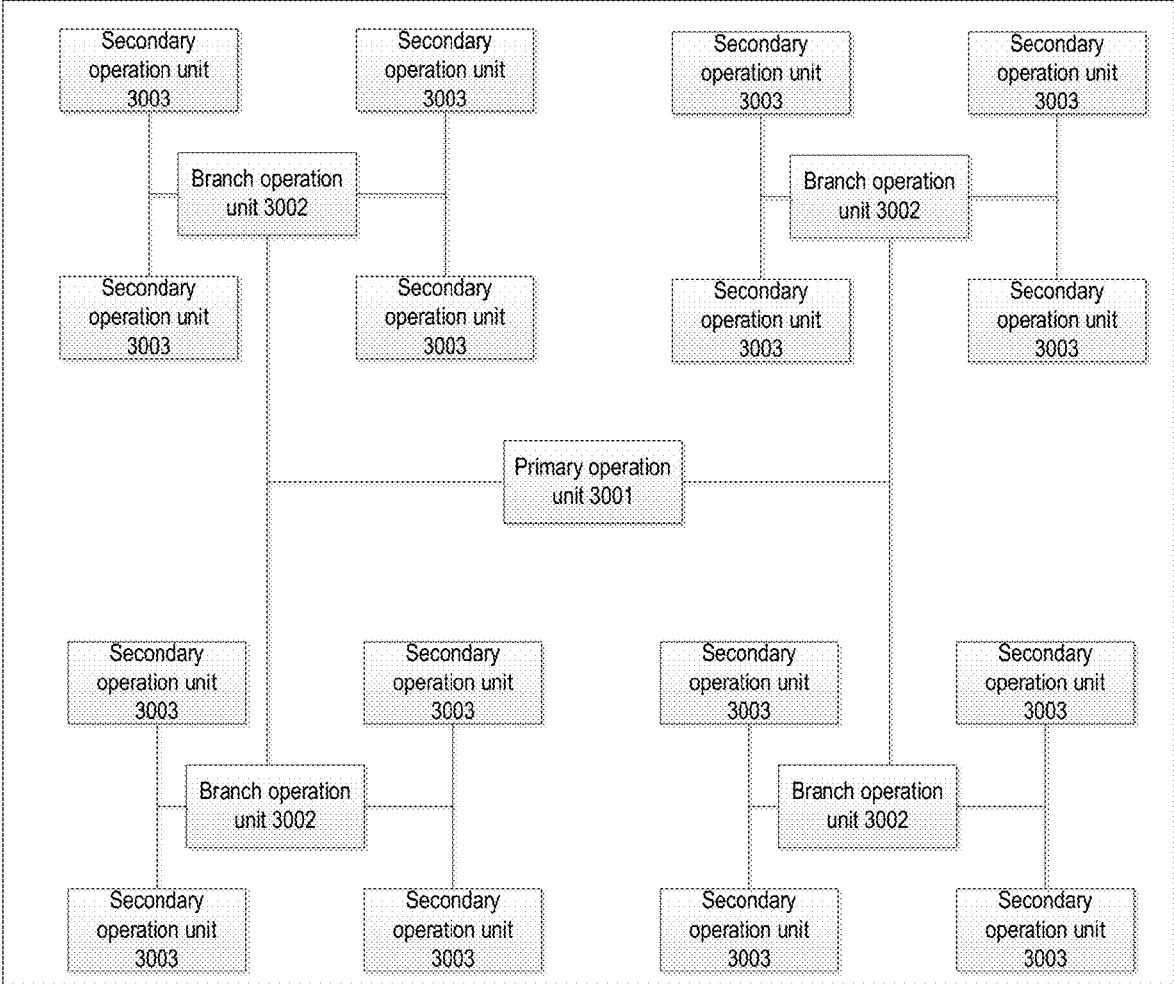 Secondary
operation unit
3003
Secondary
operation unit
3003
Secondary
operation unit
3003
Secondary
operation unit
3003
Branch operation
unit 3002
Branch operation
unit 3002
Secondary
operation unit
3003
Secondary
operation unit
3003
Secondary
operation unit
3003
Secondary
operation unit
3003
Primary operation
unit 3001
Secondary
operation unit
3003
Secondary
operation unit
3003
Secondary
operation unit
3003
Secondary
operation unit
3003
Branch operation
unit 3002
Branch operation
unit 3002
Secondary
operation unit
3003
Secondary
operation unit
3003
Secondary
operation unit
3003
Secondary
operation unit
3003